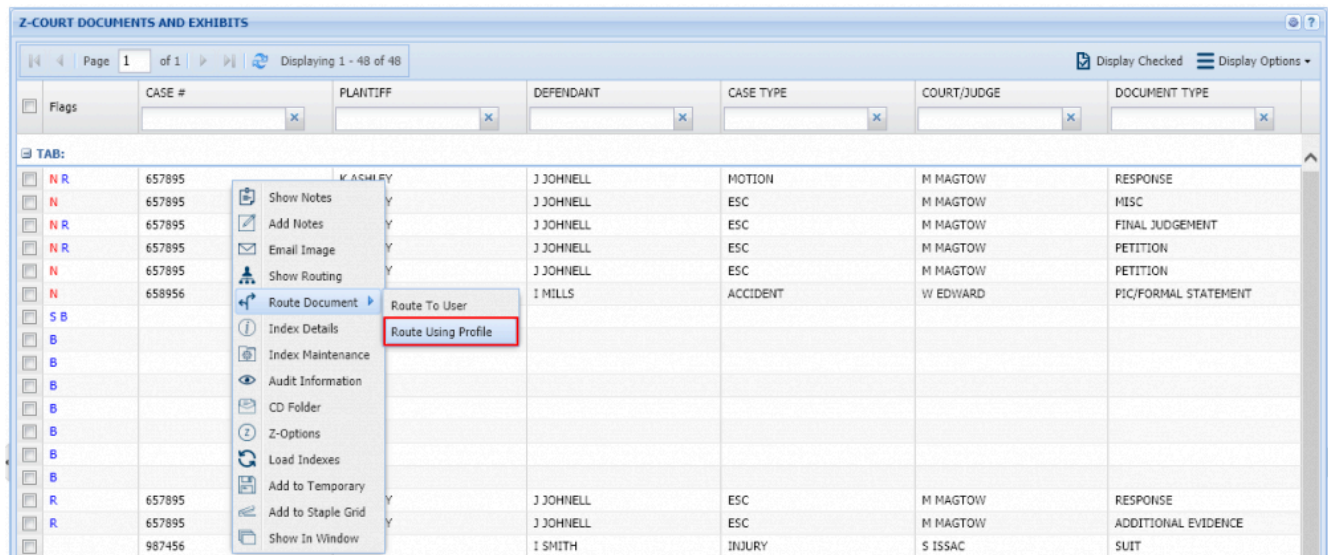 Z-COURT DOCUMENTS AND EXHIBITS ?
Page 1 of 1 Displaying 1 - 48 of 48 Display Checked Display Options
Flags CASE # PLANTIFF DEFENDANT CASE TYPE COURT/JUDGE DOCUMENT TYPE
TAB:
N R 657895 K ASHLEY J JOHNELL MOTION M MAGTOW RESPONSE
N 657895 Y J JOHNELL ESC M MAGTOW MISC
N R 657895 Y J JOHNELL ESC M MAGTOW FINAL JUDGEMENT
N R 657895 Y J JOHNELL ESC M MAGTOW PETITION
N 657895 Y J JOHNELL ESC M MAGTOW PETITION
N 658956 I MILLS ACCIDENT W EDWARD PIC/FORMAL STATEMENT
S B
B
B
B
B
B
B
B
R 657895 Y J JOHNELL ESC M MAGTOW RESPONSE
R 657895 Y J JOHNELL ESC M MAGTOW ADDITIONAL EVIDENCE
987456 I SMITH INJURY S ISSAC SUIT
Show Notes
Add Notes
Email Image
Show Routing
Route Document
Index Details
Index Maintenance
Audit Information
CD Folder
Z-Options
Load Indexes
Add to Temporary
Add to Staple Grid
Show In Window
Route To User
Route Using Profile